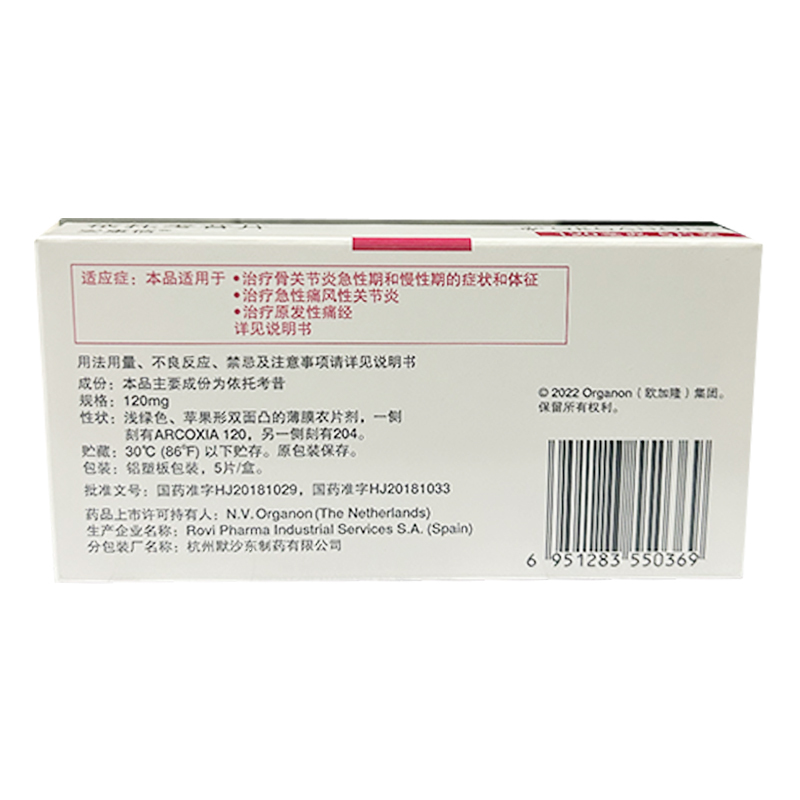 适应症：本品适用于 •治疗骨关节炎急性期和慢性期的症状和体征
•治疗急性痛风性关节炎
•治疗原发性痛经
详见说明书
用法用量、不良反应、禁忌及注意事项请详见说明书
成份：本品主要成份为依托考昔
规格：120mg
性状：浅绿色、苹果形双面凸的薄膜衣片剂，一侧
刻有ARCOXIA 120，另一侧刻有204。
贮藏：30℃ (86℉) 以下贮存。原包装保存。
包装：铝塑板包装，5片/盒。
批准文号：国药准字HJ20181029，国药准字HJ20181033
药品上市许可持有人：N.V. Organon (The Netherlands)
生产企业名称：Rovi Pharma Industrial Services S.A. (Spain)
分包装厂名称：杭州默沙东制药有限公司
© 2022 Organon（欧加隆）集团。
保留所有权利。
6 951283 550369